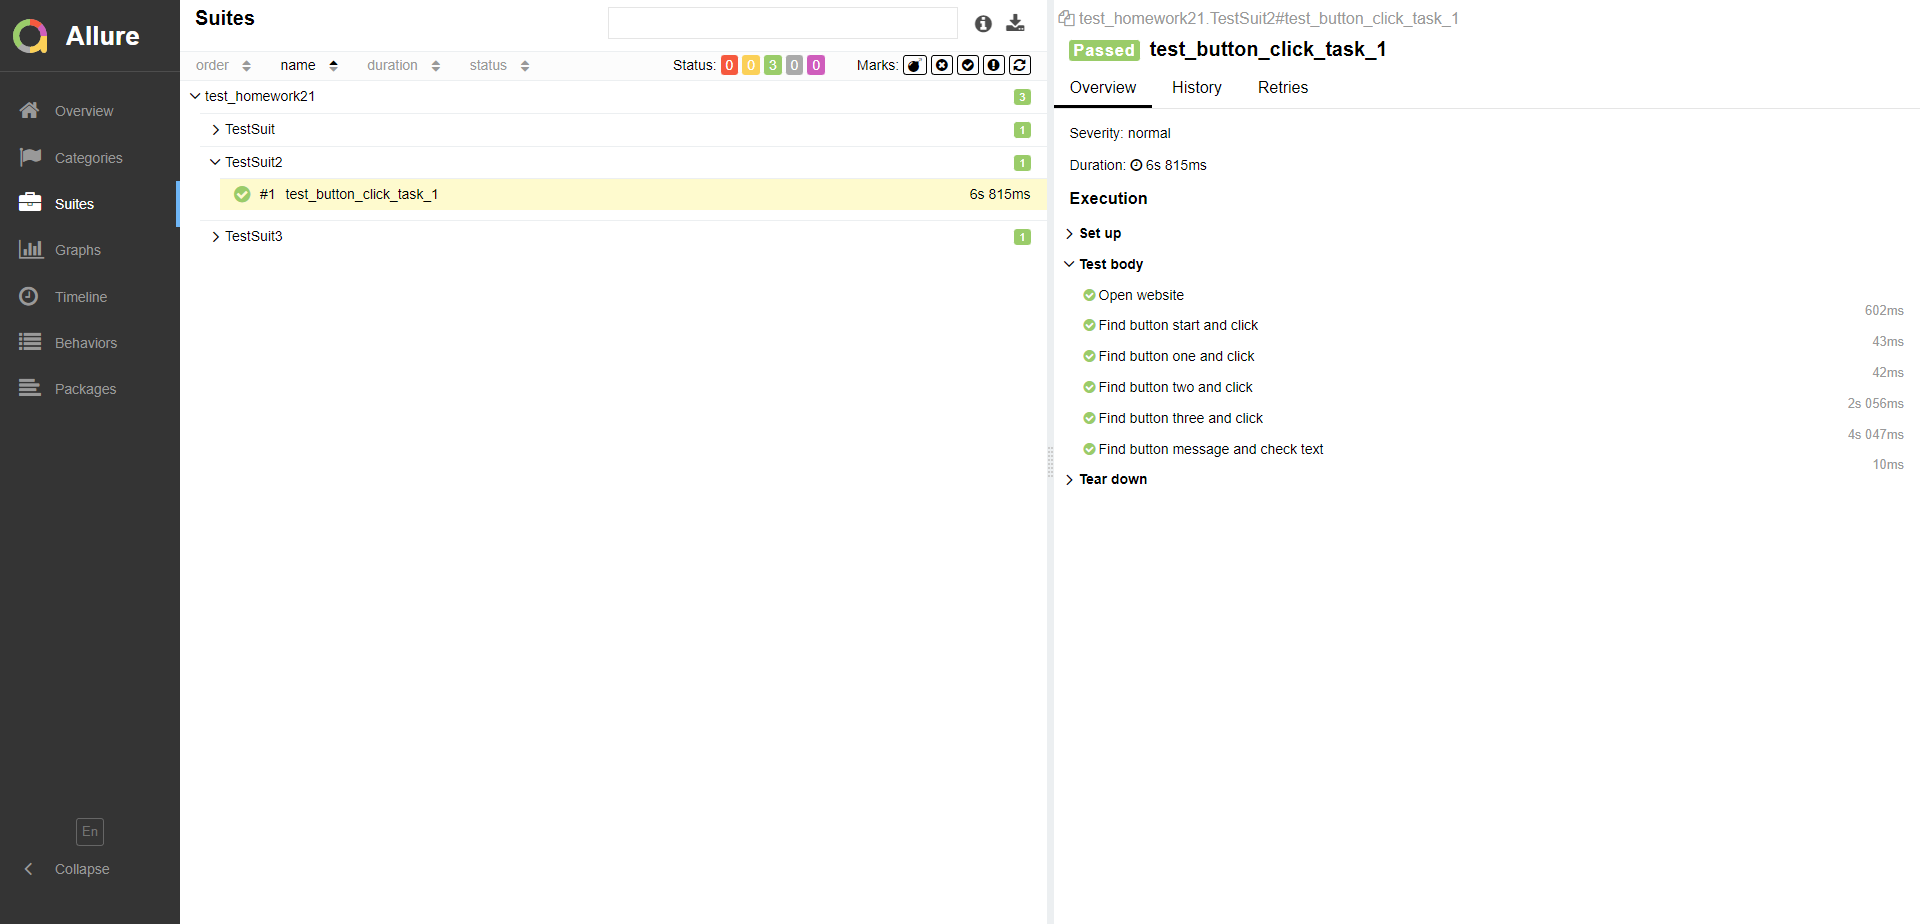 Allure
Overview
Categories
Suites
Graphs
Timeline
Behaviors
Packages
En
Collapse
Suites
order name duration status Status: 0 0 3 0 0 Marks:
test_homework21 3
TestSuit 1
TestSuit2 1
#1 test_button_click_task_1 6s 815ms
TestSuit3 1
test_homework21.TestSuit2#test_button_click_task_1
Passed test_button_click_task_1
Overview History Retries
Severity: normal
Duration: 6s 815ms
Execution
Set up
Test body
Open website
602ms
Find button start and click
43ms
Find button one and click
42ms
Find button two and click
2s 056ms
Find button three and click
4s 047ms
Find button message and check text
10ms
Tear down